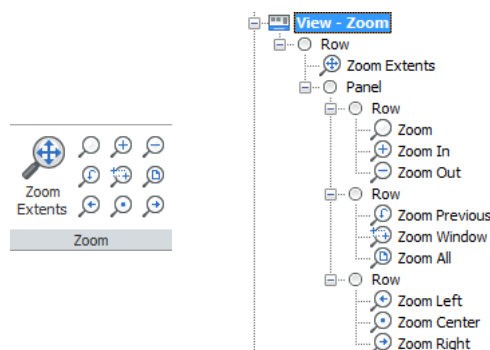 Zoom
Extents
Zoom
View - Zoom
Row
Zoom Extents
Panel
Row
Zoom
Zoom In
Zoom Out
Row
Zoom Previous
Zoom Window
Zoom All
Row
Zoom Left
Zoom Center
Zoom Right